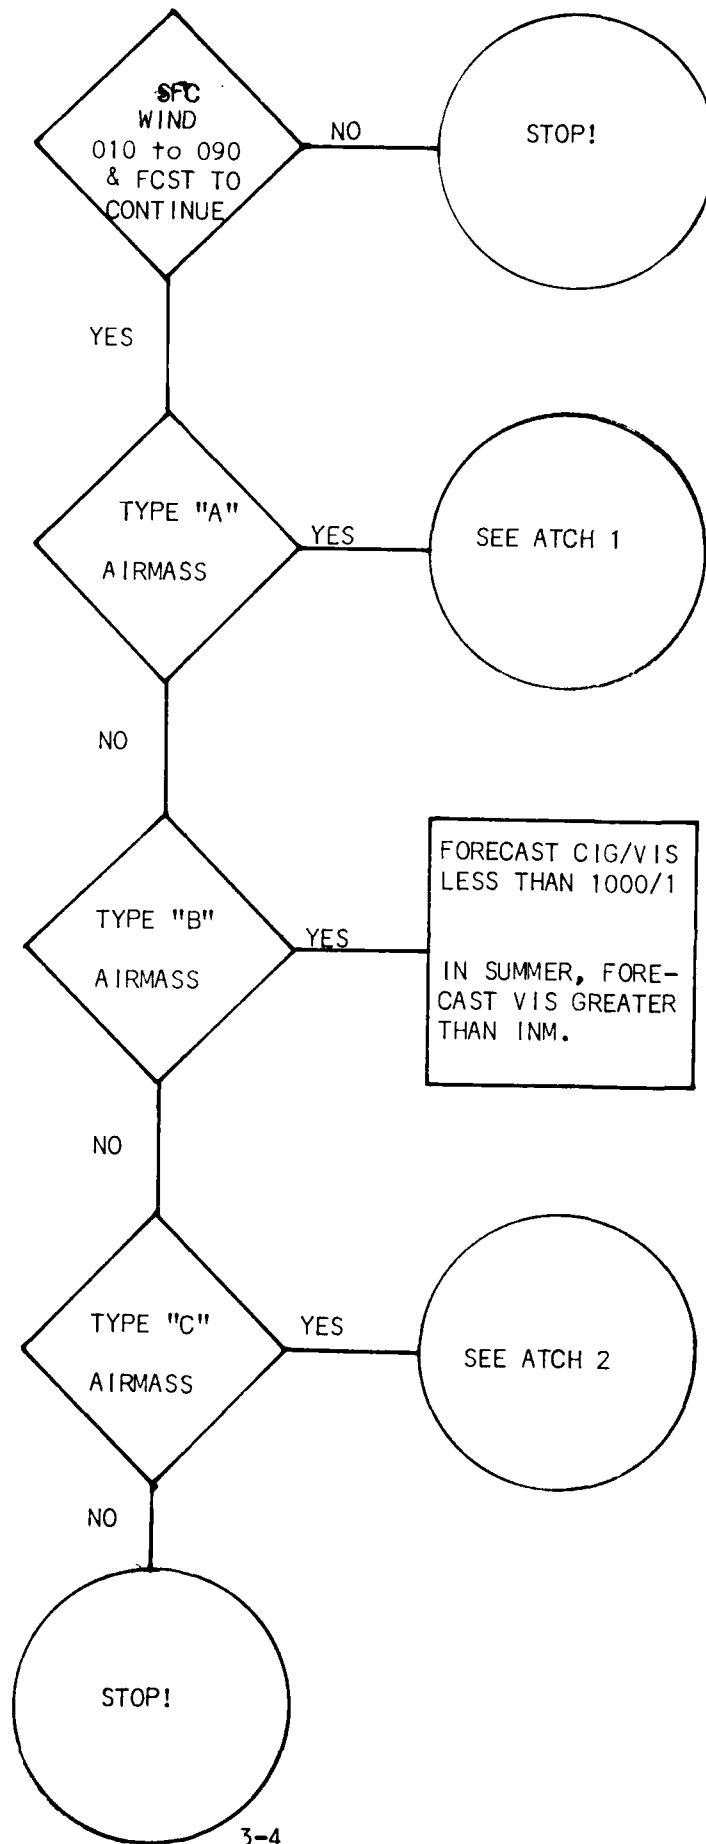 SFC
WIND
010 to 090
& FCST TO
CONTINUE
NO
STOP!
YES
TYPE "A"
AIRMASS
YES
SEE ATCH 1
NO
TYPE "B"
AIRMASS
YES
FORECAST CIG/VIS
LESS THAN 1000/1
IN SUMMER, FORE-
CAST VIS GREATER
THAN 1NM.
NO
TYPE "C"
AIRMASS
YES
SEE ATCH 2
NO
STOP!
3-4